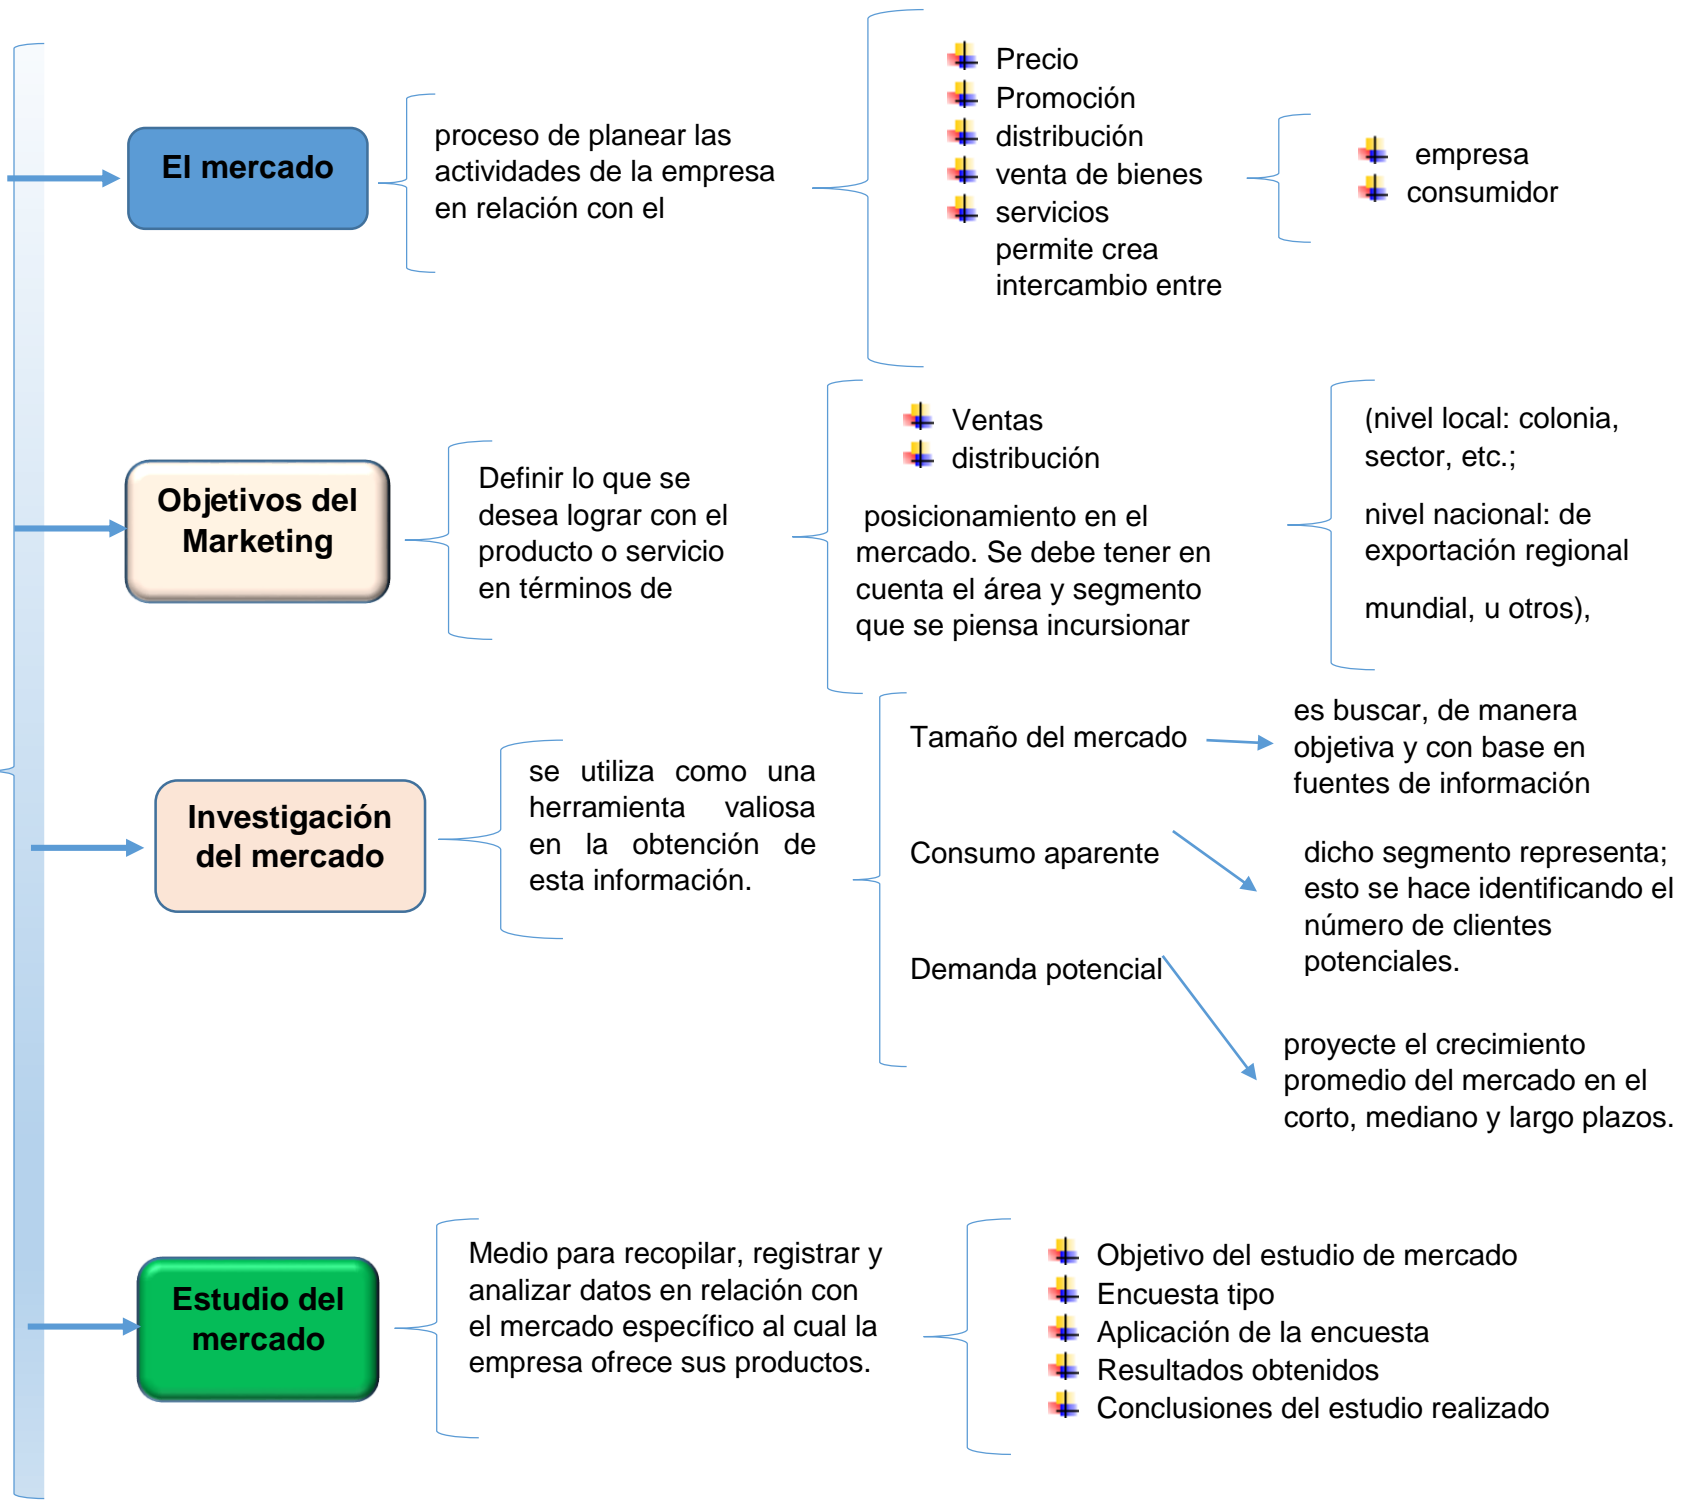 El mercado
proceso de planear las
actividades de la empresa
en relación con el
Precio
Promoción
distribución
venta de bienes
servicios
permite crea
intercambio entre
empresa
consumidor
Objetivos del
Marketing
Definir lo que se
desea lograr con el
producto o servicio
en términos de
Ventas
distribución
posicionamiento en el
mercado. Se debe tener en
cuenta el área y segmento
que se piensa incursionar
(nivel local: colonia,
sector, etc.;
nivel nacional: de
exportación regional
mundial, u otros),
Investigación
del mercado
se utiliza como una
herramienta valiosa
en la obtención de
esta información.
Tamaño del mercado
es buscar, de manera
objetiva y con base en
fuentes de información
Consumo aparente
dicho segmento representa;
esto se hace identificando el
número de clientes
potenciales.
Demanda potencial
proyecte el crecimiento
promedio del mercado en el
corto, mediano y largo plazos.
Estudio del
mercado
Medio para recopilar, registrar y
analizar datos en relación con
el mercado específico al cual la
empresa ofrece sus productos.
Objetivo del estudio de mercado
Encuesta tipo
Aplicación de la encuesta
Resultados obtenidos
Conclusiones del estudio realizado